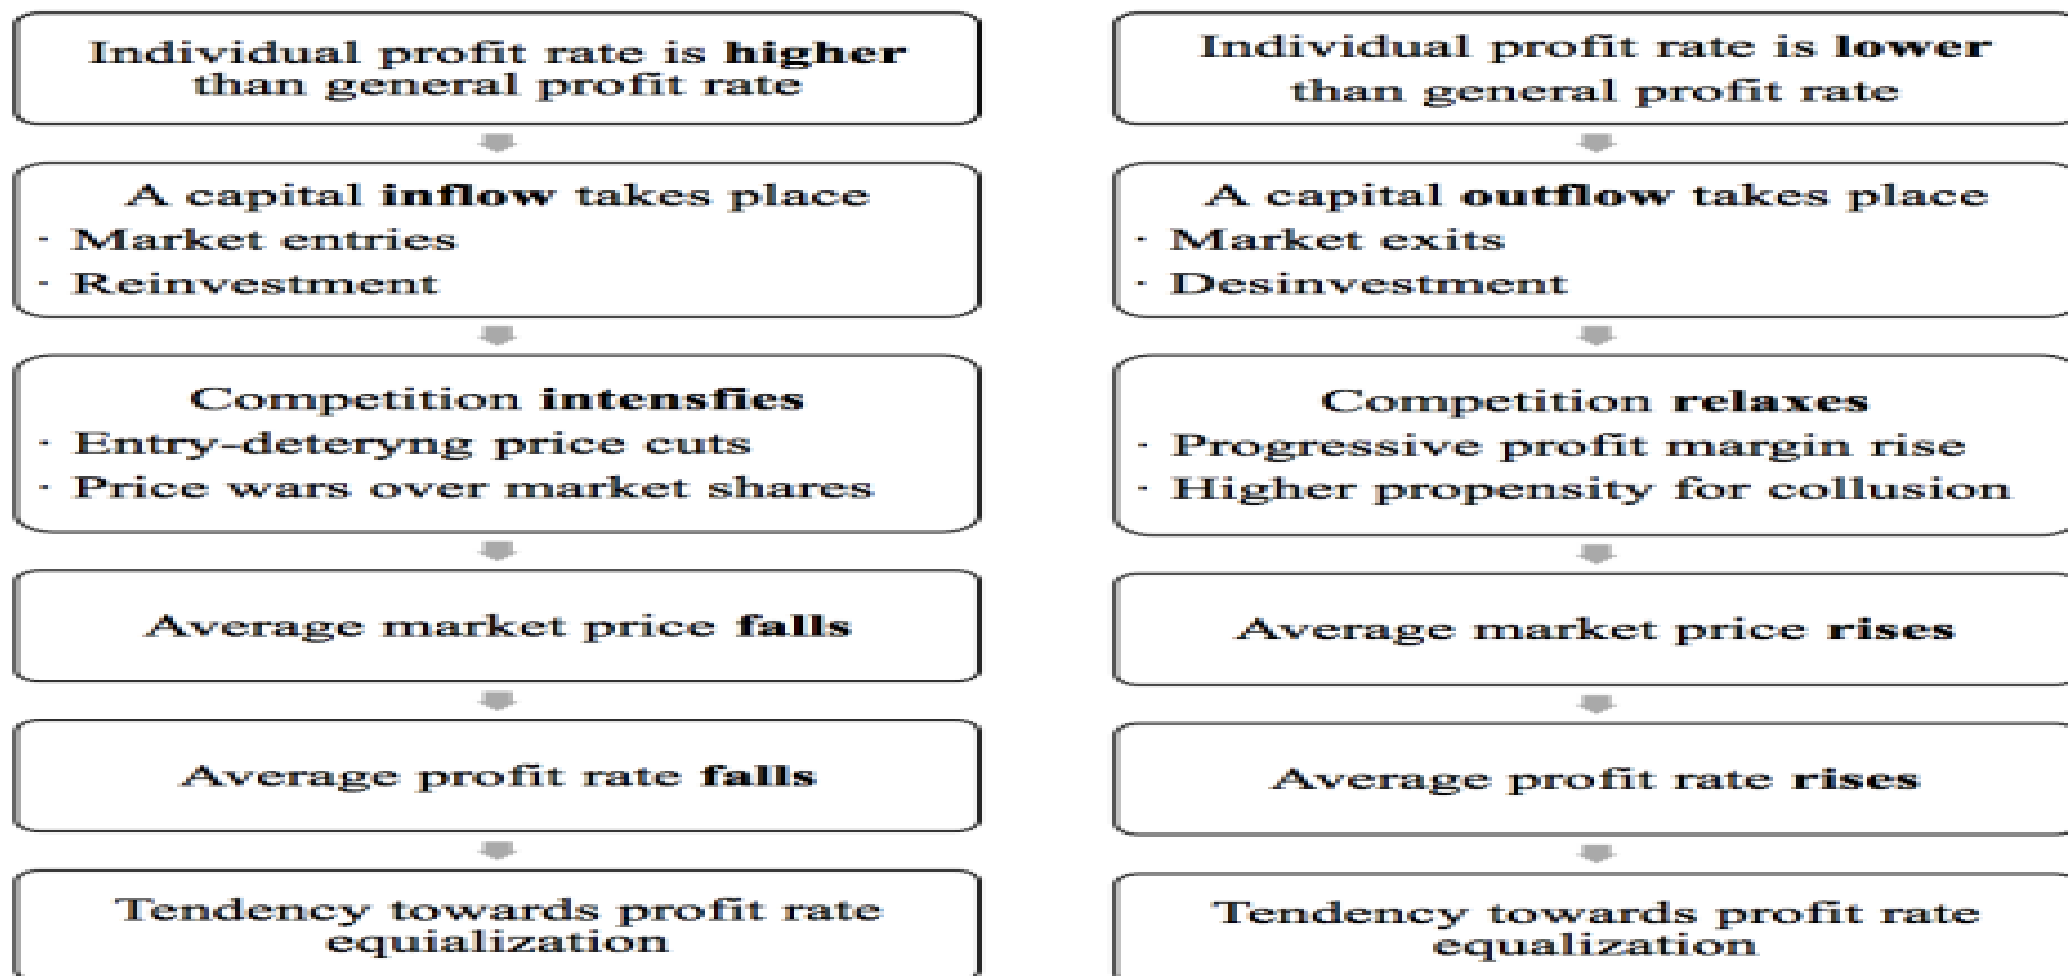 Individual profit rate is higher
than general profit rate
A capital inflow takes place
· Market entries
· Reinvestment
Competition intensfies
· Entry-deteryng price cuts
· Price wars over market shares
Average market price falls
Average profit rate falls
Tendency towards profit rate
equialization
Individual profit rate is lower
than general profit rate
A capital outflow takes place
· Market exits
· Desinvestment
Competition relaxes
· Progressive profit margin rise
· Higher propensity for collusion
Average market price rises
Average profit rate rises
Tendency towards profit rate
equalization